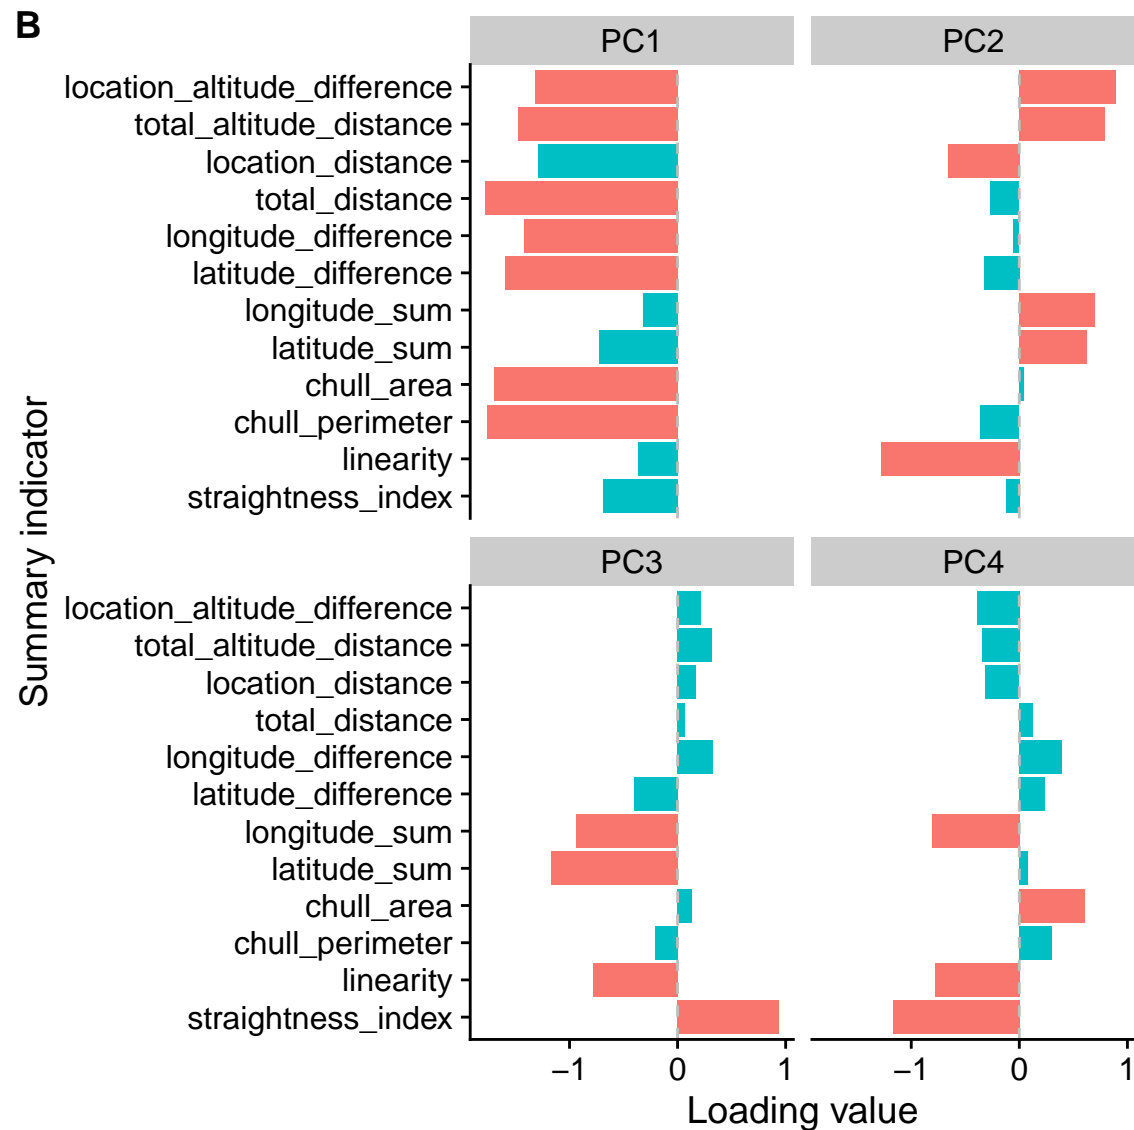 B
PC1 PC2
location_altitude_difference
total_altitude_distance
location_distance
total_distance
longitude_difference
latitude_difference
longitude_sum
latitude_sum
chull_area
chull_perimeter
linearity
straightness_index
Summary indicator
PC3 PC4
location_altitude_difference
total_altitude_distance
location_distance
total_distance
longitude_difference
latitude_difference
longitude_sum
latitude_sum
chull_area
chull_perimeter
linearity
straightness_index
−1 0 1 −1 0 1
Loading value